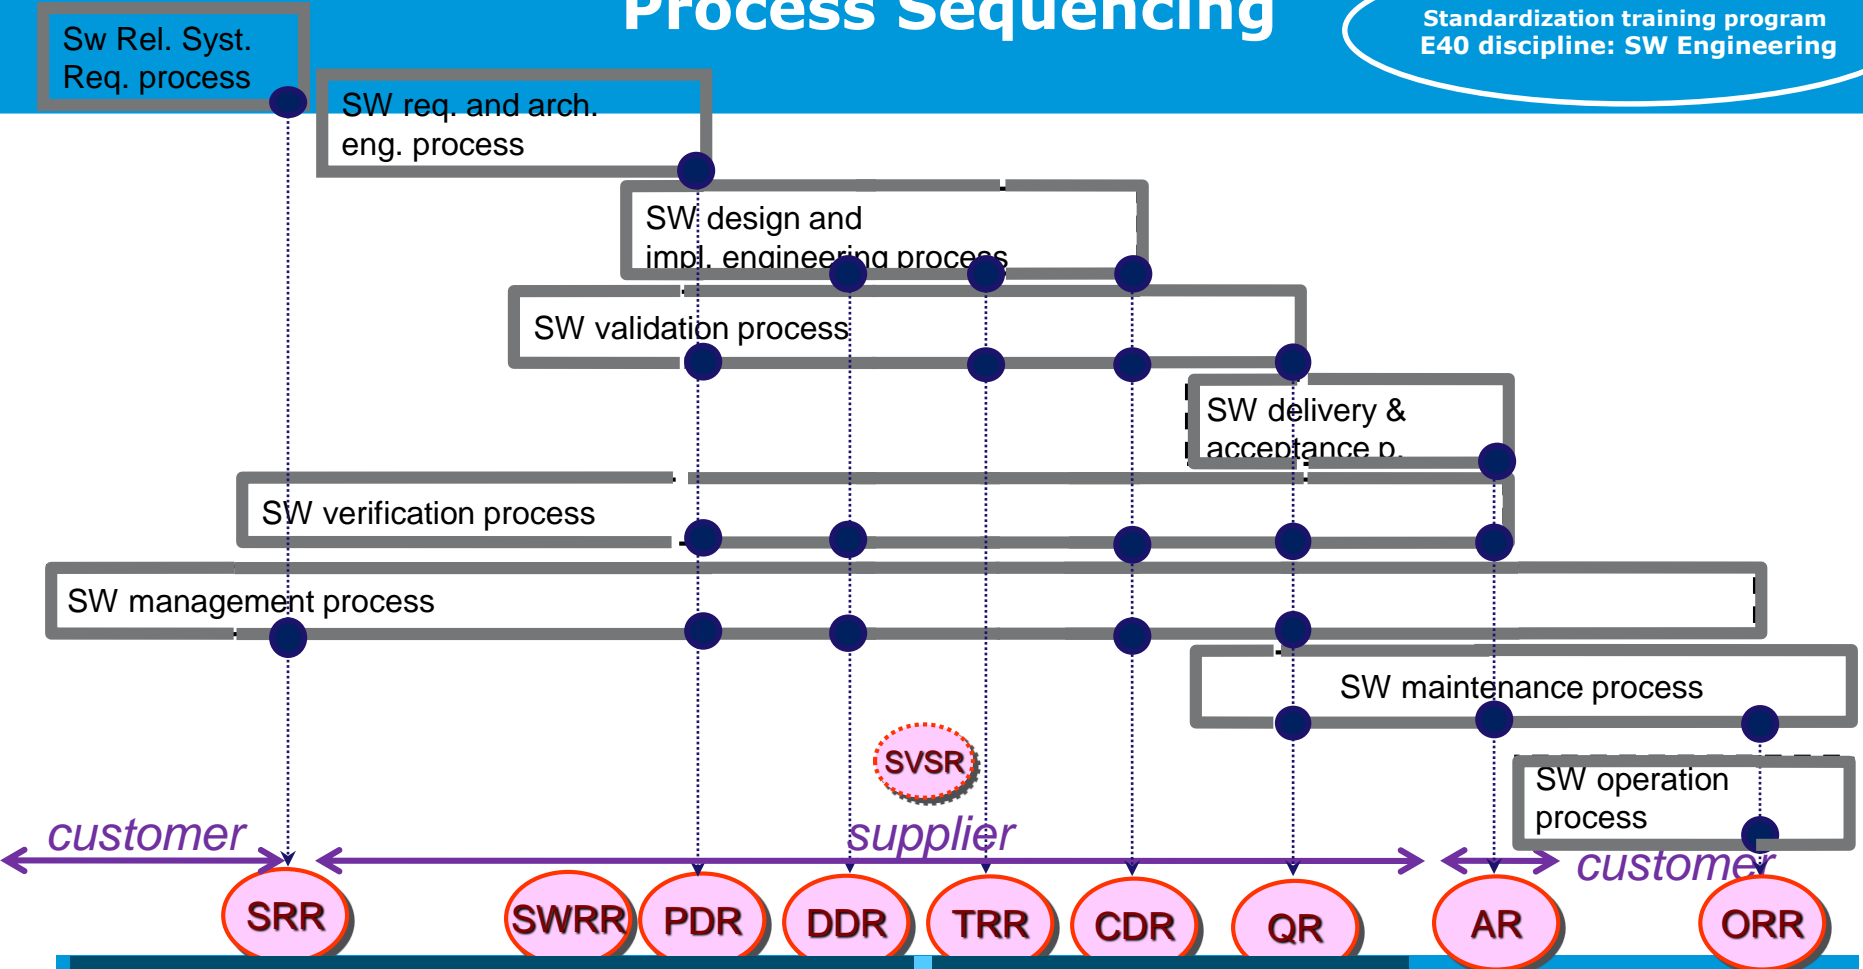 Process Sequencing
Standardization training program
E40 discipline: SW Engineering
Sw Rel. Syst.
Req. process
SW req. and arch.
eng. process
SW design and
impl. engineering process
SW validation process
SW delivery &
acceptance p.
SW verification process
SW management process
SW maintenance process
SVSR
SW operation
process
customer
supplier
customer
SRR
SWRR
PDR
DDR
TRR
CDR
QR
AR
ORR